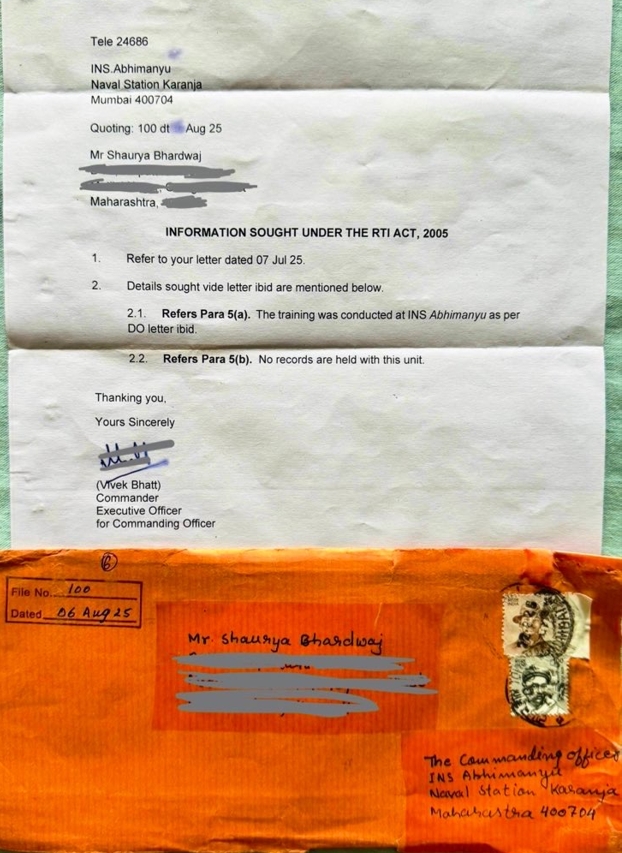 Tele 24686
INS.Abhimanyu
Naval Station Karanja
Mumbai 400704
Quoting: 100 dt Aug 25
Mr Shaurya Bhardwaj
Maharashtra,
INFORMATION SOUGHT UNDER THE RTI ACT, 2005
1. Refer to your letter dated 07 Jul 25.
2. Details sought vide letter ibid are mentioned below.
2.1. Refers Para 5(a). The training was conducted at INS Abhimanyu as per
DO letter ibid.
2.2. Refers Para 5(b). No records are held with this unit.
Thanking you,
Yours Sincerely
(Vivek Bhatt)
Commander
Executive Officer
for Commanding Officer
6
File No. 100
Dated 06 Aug 25
Mr. Shaurya Bhardwaj
The Commanding officer
INS Abhimanyu
Naval Station Karanja
Maharastra 400704